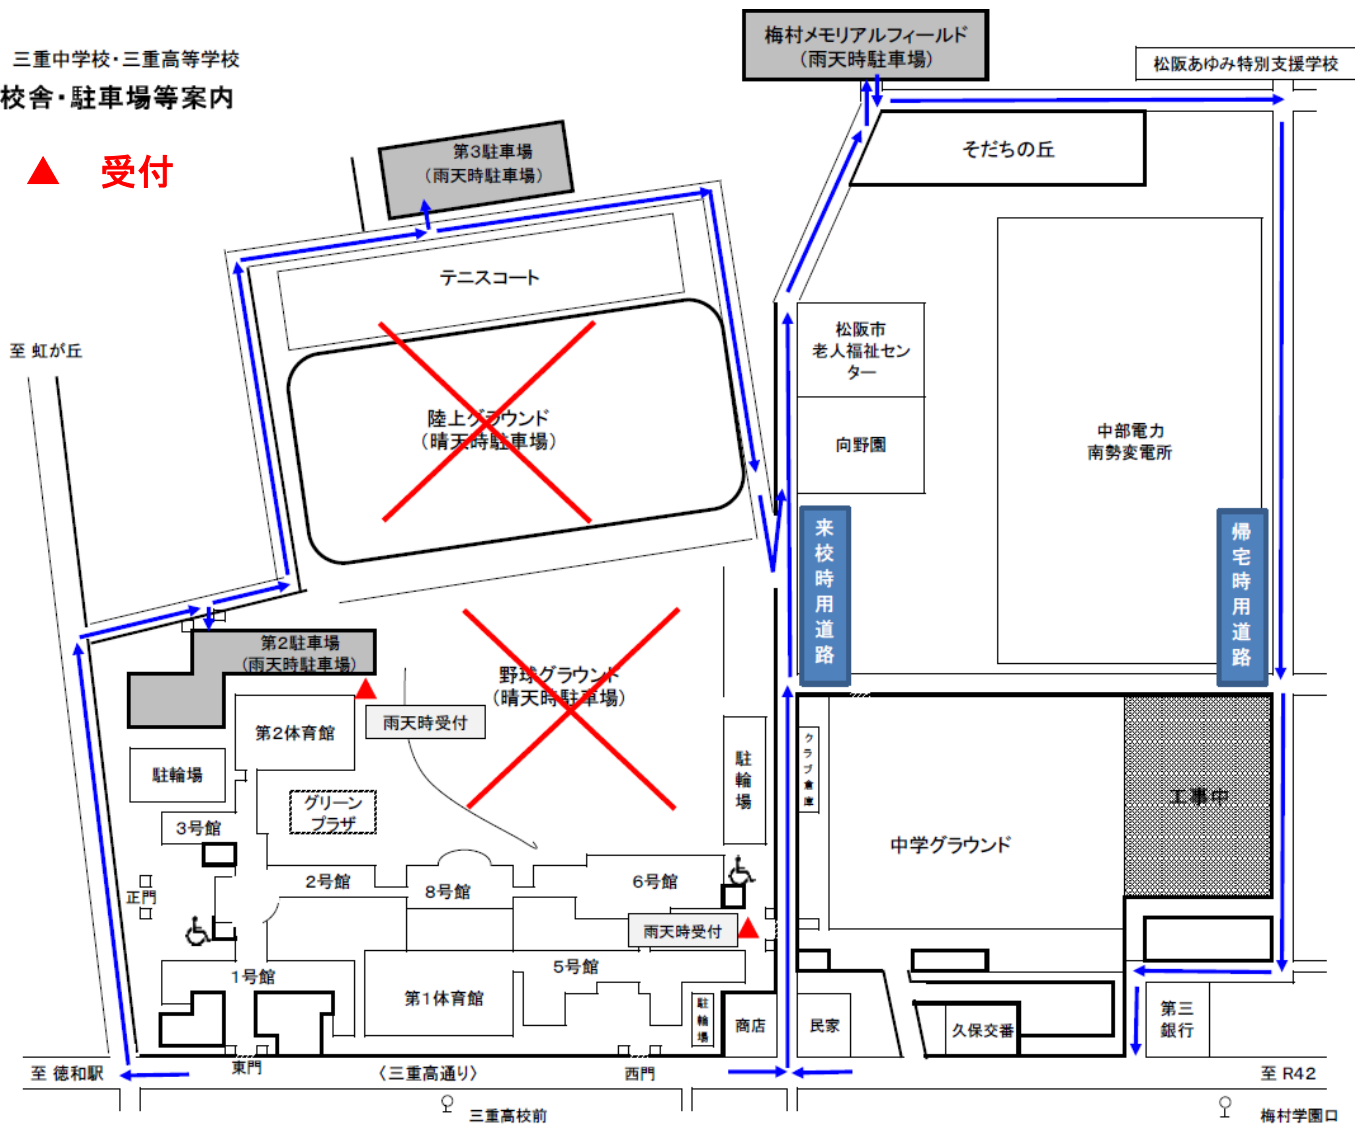 三重中学校・三重高等学校
校舎・駐車場等案内
▲ 受付
梅村メモリアルフィールド
(雨天時駐車場)
松阪あゆみ特別支援学校
第3駐車場
(雨天時駐車場)
そだちの丘
テニスコート
至 虹が丘
松阪市
老人福祉セン
ター
陸上グラウンド
(晴天時駐車場)
向野園
中部電力
南勢変電所
来校時用道路
帰宅時用道路
第2駐車場
(雨天時駐車場)
野球グラウンド
(晴天時駐車場)
雨天時受付
第2体育館
駐輪場
駐輪場
クラブ倉庫
工事中
グリーン
プラザ
3号館
中学グラウンド
2号館
8号館
6号館
正門
雨天時受付
1号館
5号館
第1体育館
駐輪場
商店
民家
久保交番
第三
銀行
至 徳和駅
東門
〈三重高通り〉
西門
至 R42
三重高校前
梅村学園口